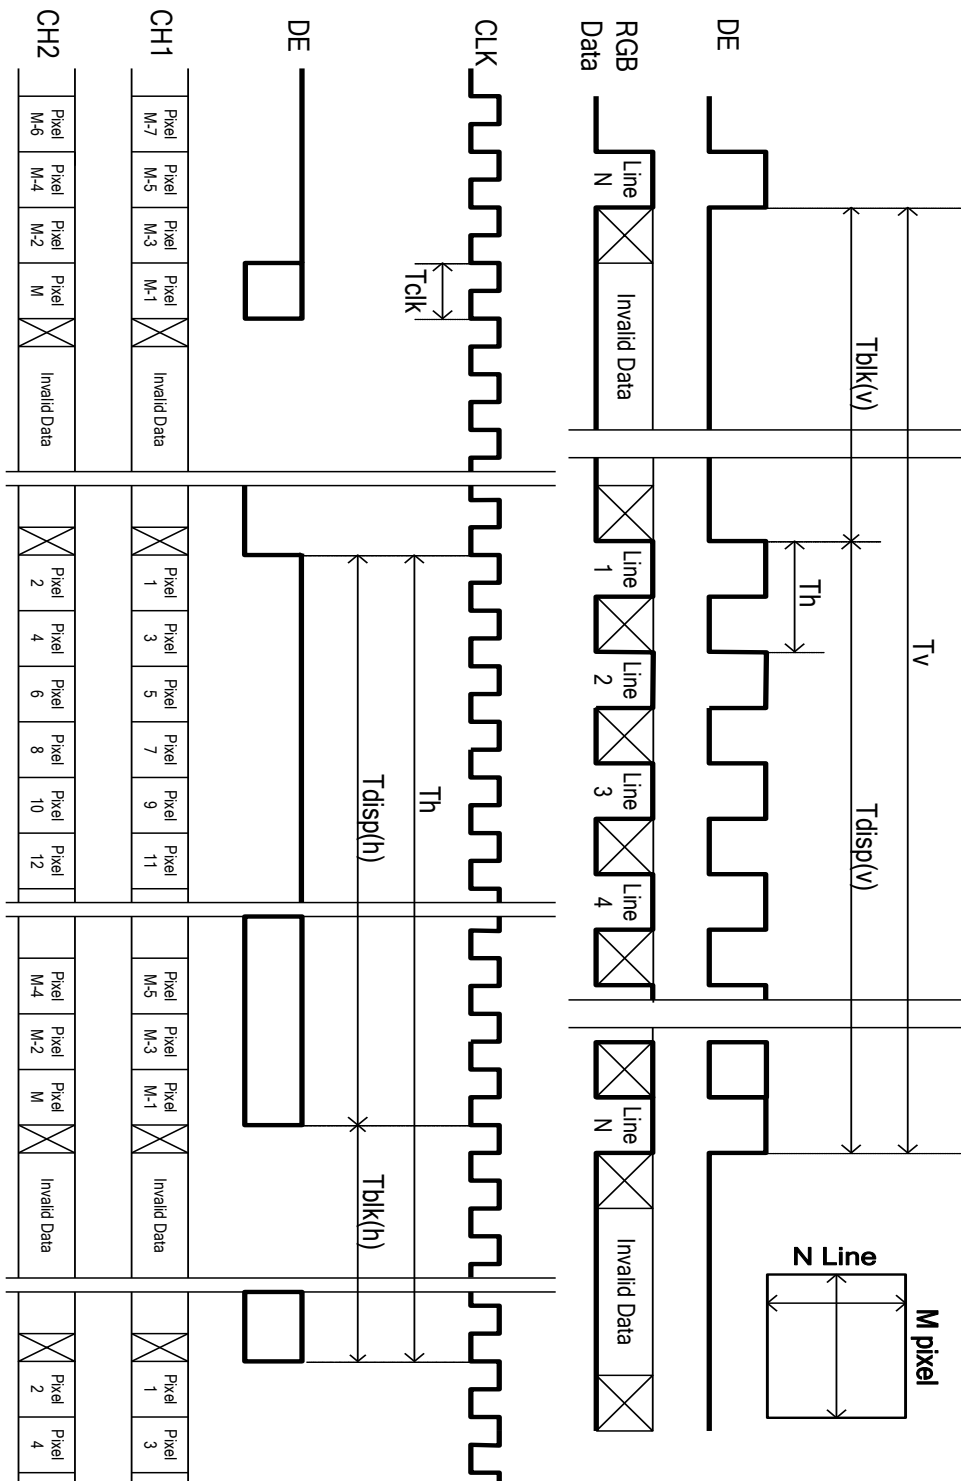 M pixel
N Line
Tv
Tblk(v) Tdisp(v)
Th
DE
RGB Line Line Line Line Line Line
Data N Invalid Data 1 2 3 4 N Invalid Data
CLK
Tclk Th
Tdisp(h) Tblk(h)
DE
CH1
Pixel Pixel Pixel Pixel Pixel Pixel Pixel Pixel Pixel Pixel Pixel Pixel Pixel Pixel Pixel
M-7 M-5 M-3 M-1 Invalid Data 1 3 5 7 9 11 M-5 M-3 M-1 Invalid Data 1 3
CH2
Pixel Pixel Pixel Pixel Pixel Pixel Pixel Pixel Pixel Pixel Pixel Pixel Pixel Pixel Pixel
M-6 M-4 M-2 M Invalid Data 2 4 6 8 10 12 M-4 M-2 M Invalid Data 2 4